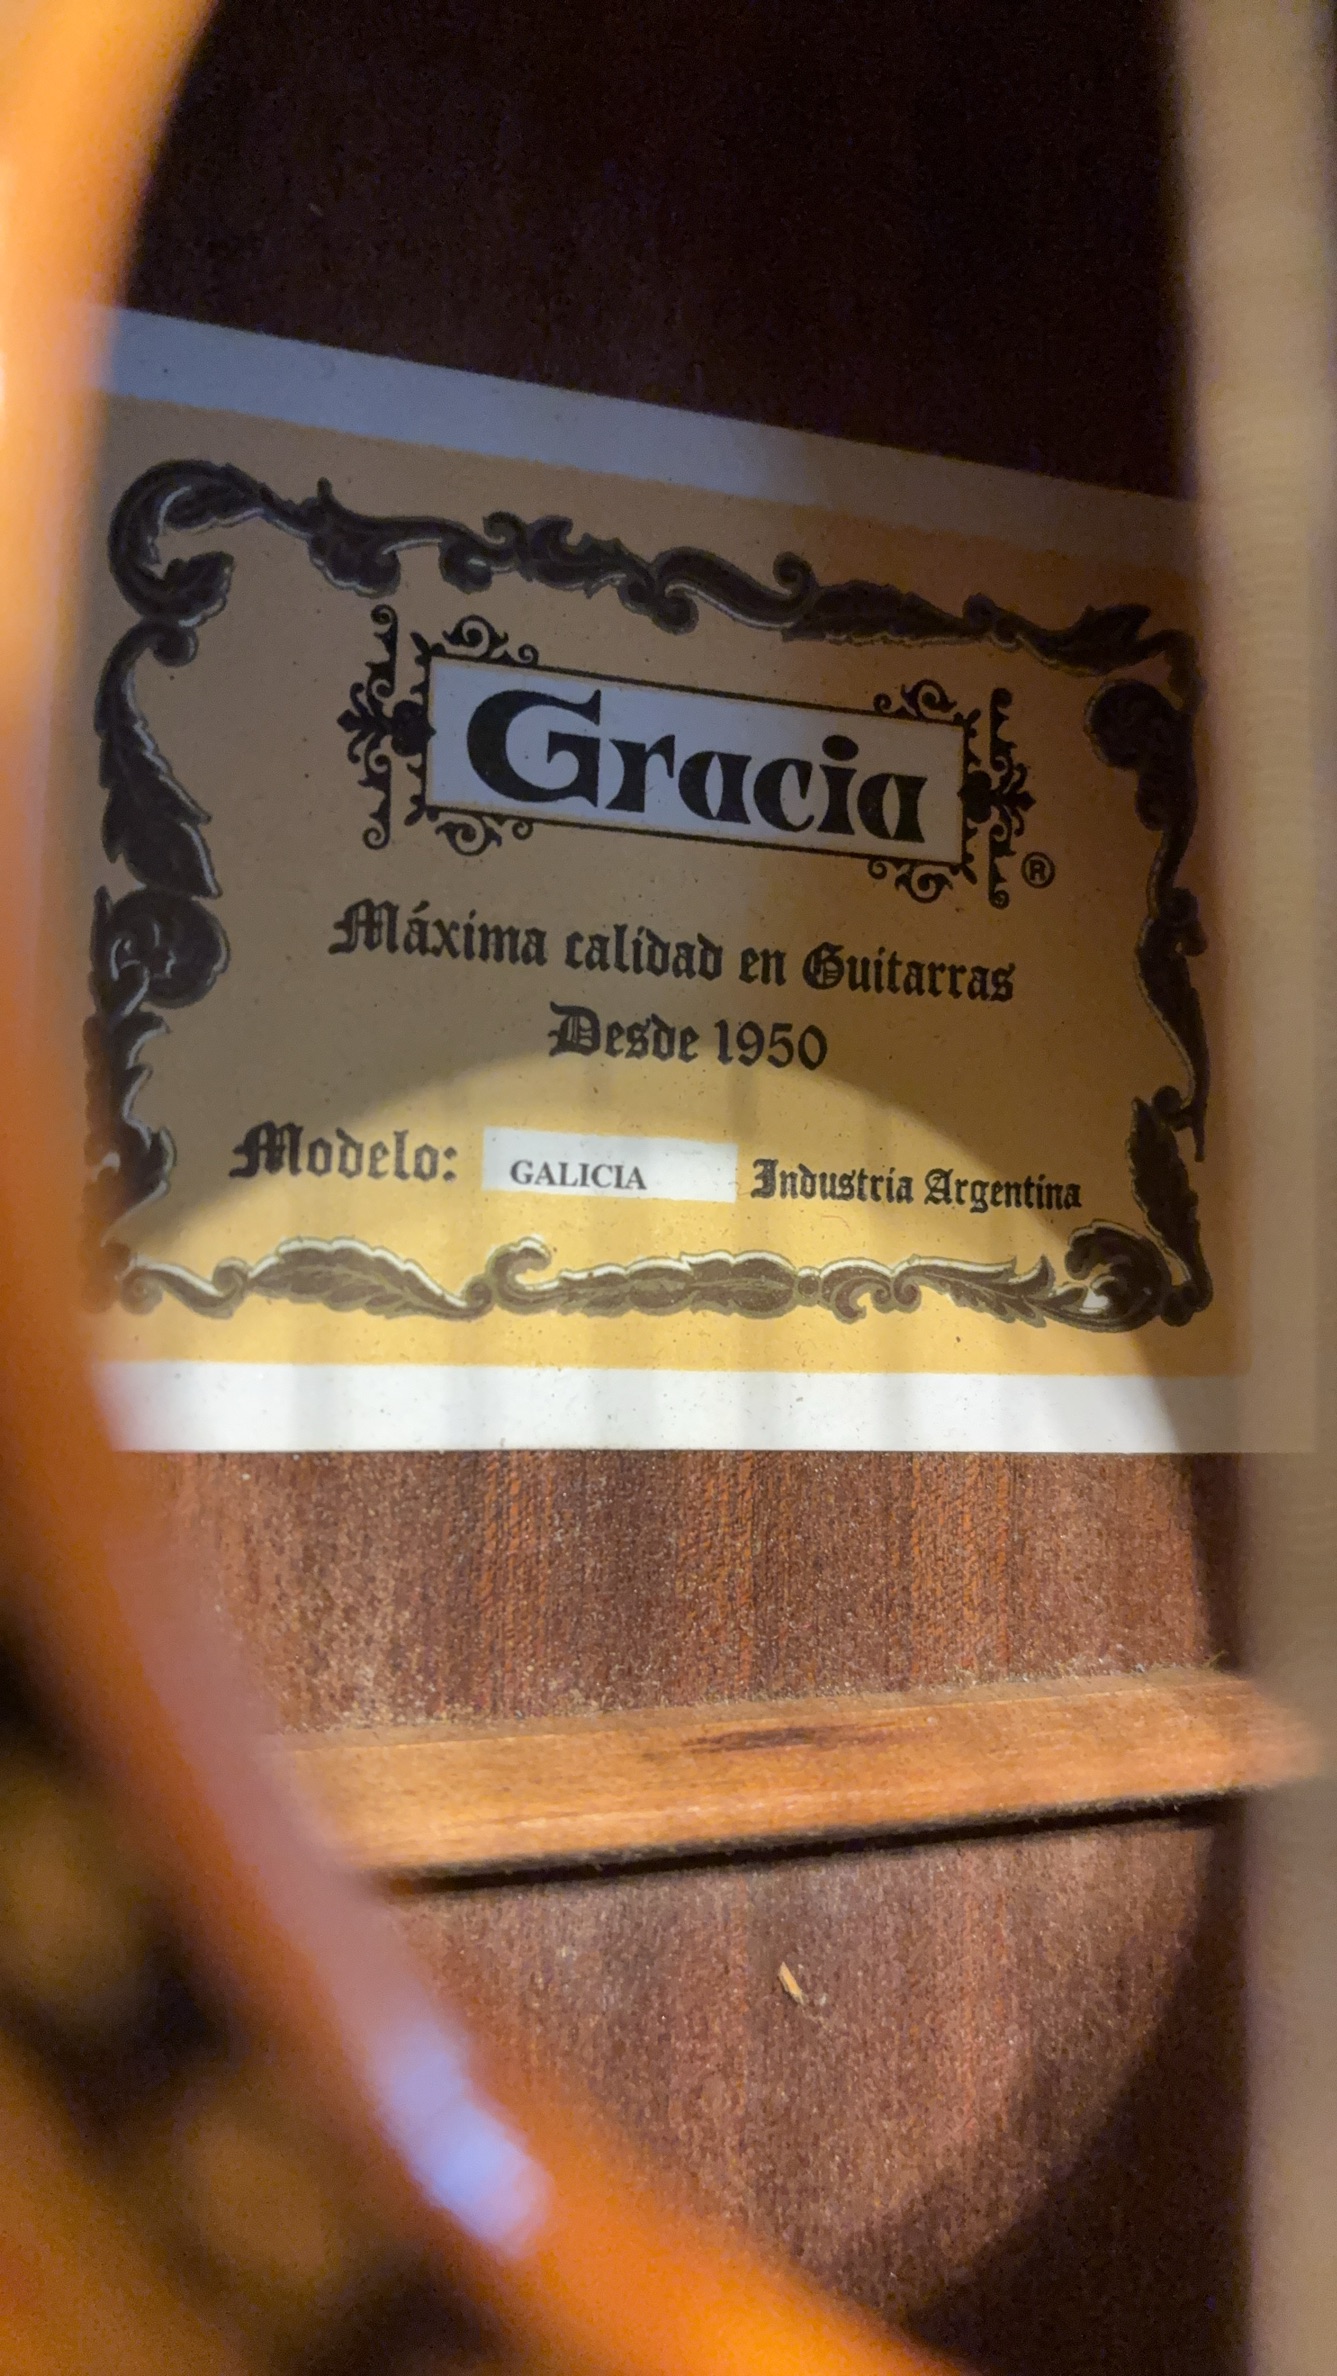 Gracia ®
Máxima calidad en Guitarras
Desde 1950
Modelo: GALICIA Industria Argentina